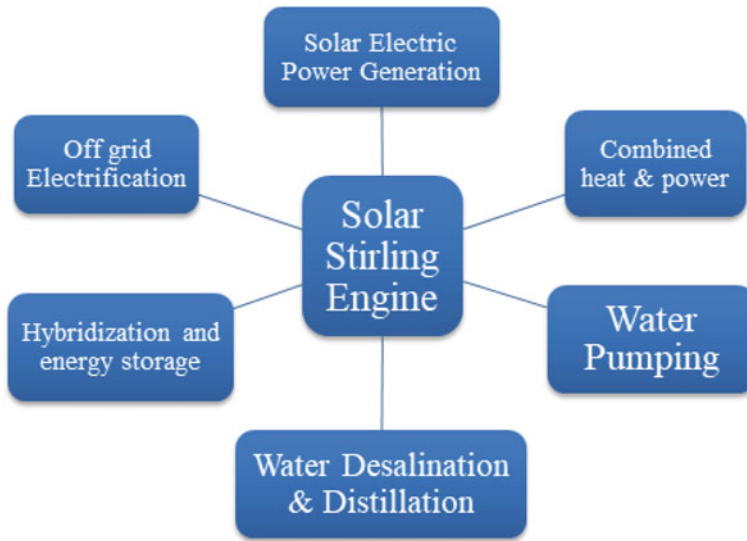 Solar Electric
Power Generation
Off grid
Electrification
Combined
heat & power
Solar
Stirling
Engine
Hybridization and
energy storage
Water
Pumping
Water Desalination
& Distillation